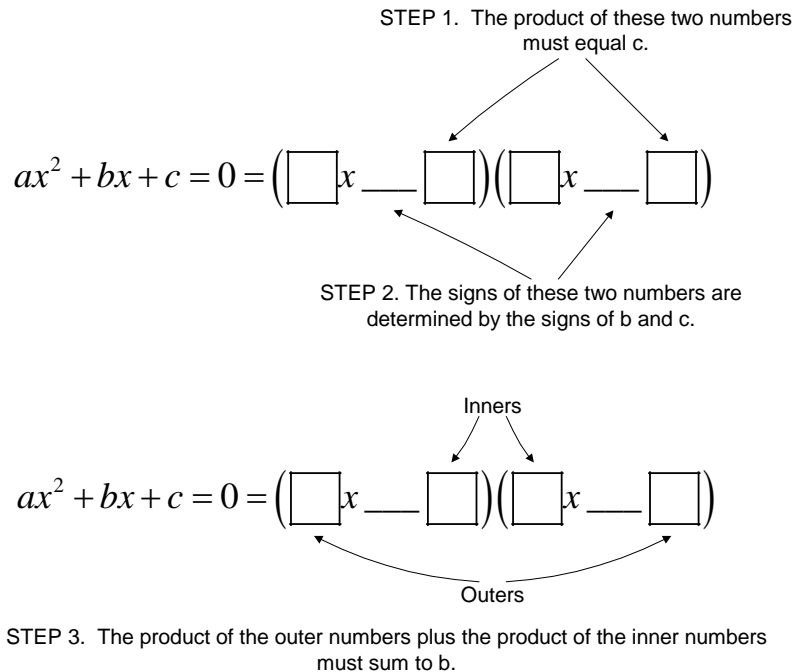 STEP 1. The product of these two numbers
must equal c.
ax² + bx + c = 0 = (□x ___ □)(□x ___ □)
STEP 2. The signs of these two numbers are
determined by the signs of b and c.
Inners
ax² + bx + c = 0 = (□x ___ □)(□x ___ □)
Outers
STEP 3. The product of the outer numbers plus the product of the inner numbers
must sum to b.